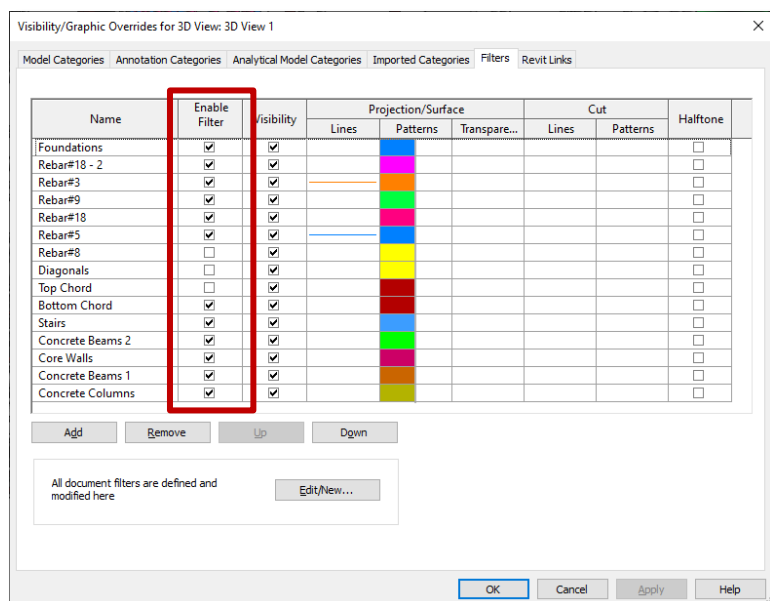 Visibility/Graphic Overrides for 3D View: 3D View 1
Model Categories Annotation Categories Analytical Model Categories Imported Categories Filters Revit Links
Name Enable Filter Visibility Projection/Surface Cut Halftone
Lines Patterns Transpare... Lines Patterns
Foundations
Rebar#18 - 2
Rebar#3
Rebar#9
Rebar#18
Rebar#5
Rebar#8
Diagonals
Top Chord
Bottom Chord
Stairs
Concrete Beams 2
Core Walls
Concrete Beams 1
Concrete Columns
Add Remove Up Down
All document filters are defined and
modified here
Edit/New...
OK Cancel Apply Help